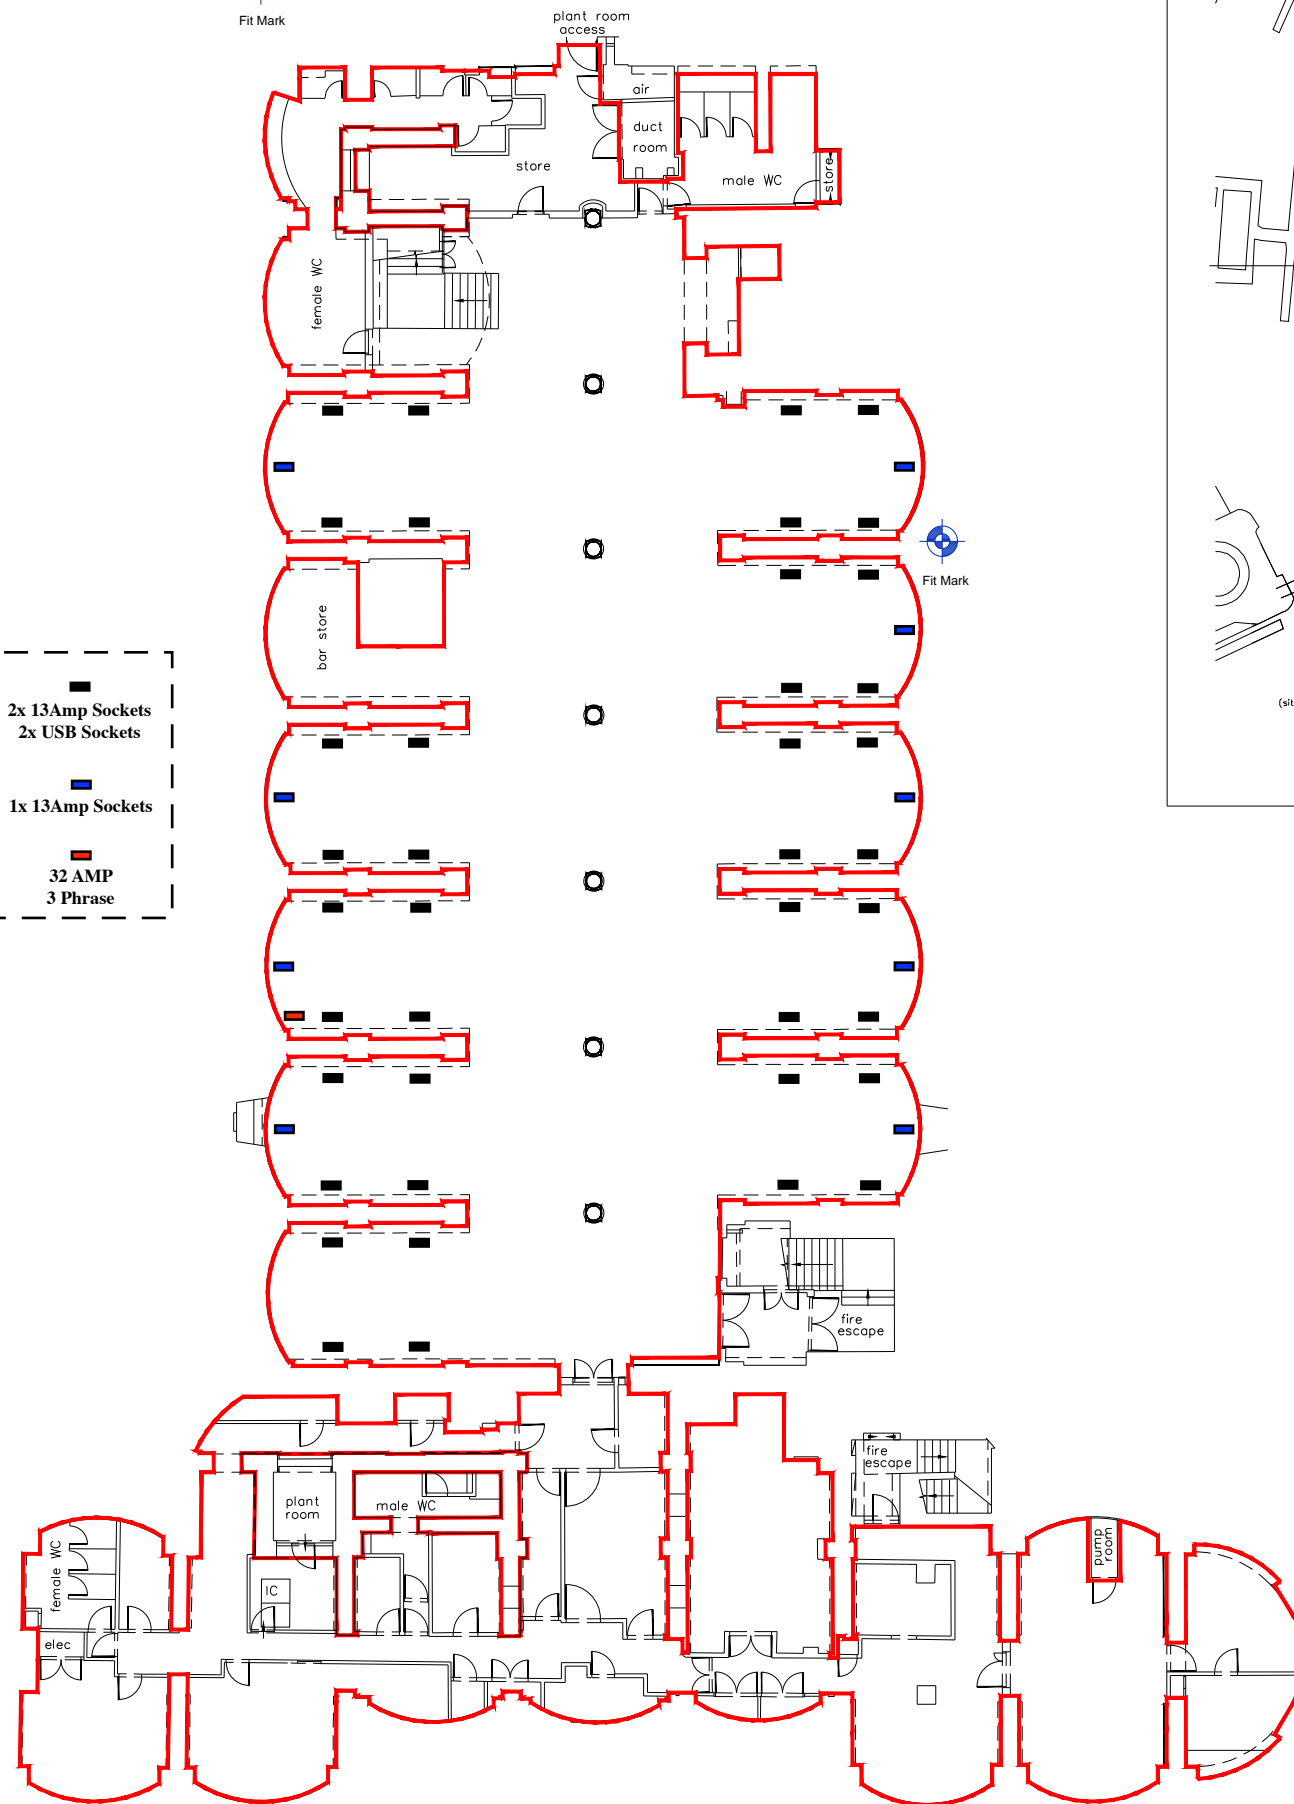 Fit Mark
plant room
access
air
duct
room
store
male WC
store
female WC
Fit Mark
bar store
2x 13Amp Sockets
2x USB Sockets
1x 13Amp Sockets
32 AMP
3 Phrase
(sit
fire
escape
fire
escape
plant
room
male WC
pump
room
female WC
IC
elec